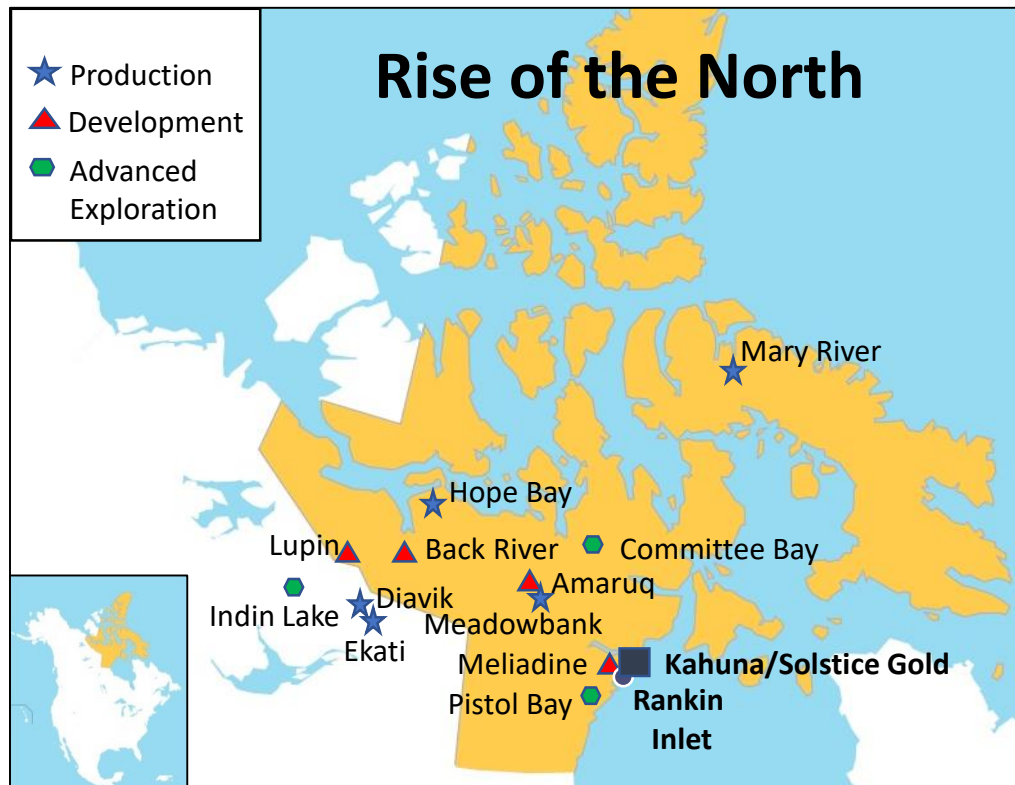 Rise of the North
Production
Development
Advanced
Exploration
Mary River
Hope Bay
Lupin
Back River
Committee Bay
Amaruq
Indin Lake
Diavik
Meadowbank
Ekati
Meliadine
Kahuna/Solstice Gold
Pistol Bay
Rankin
Inlet